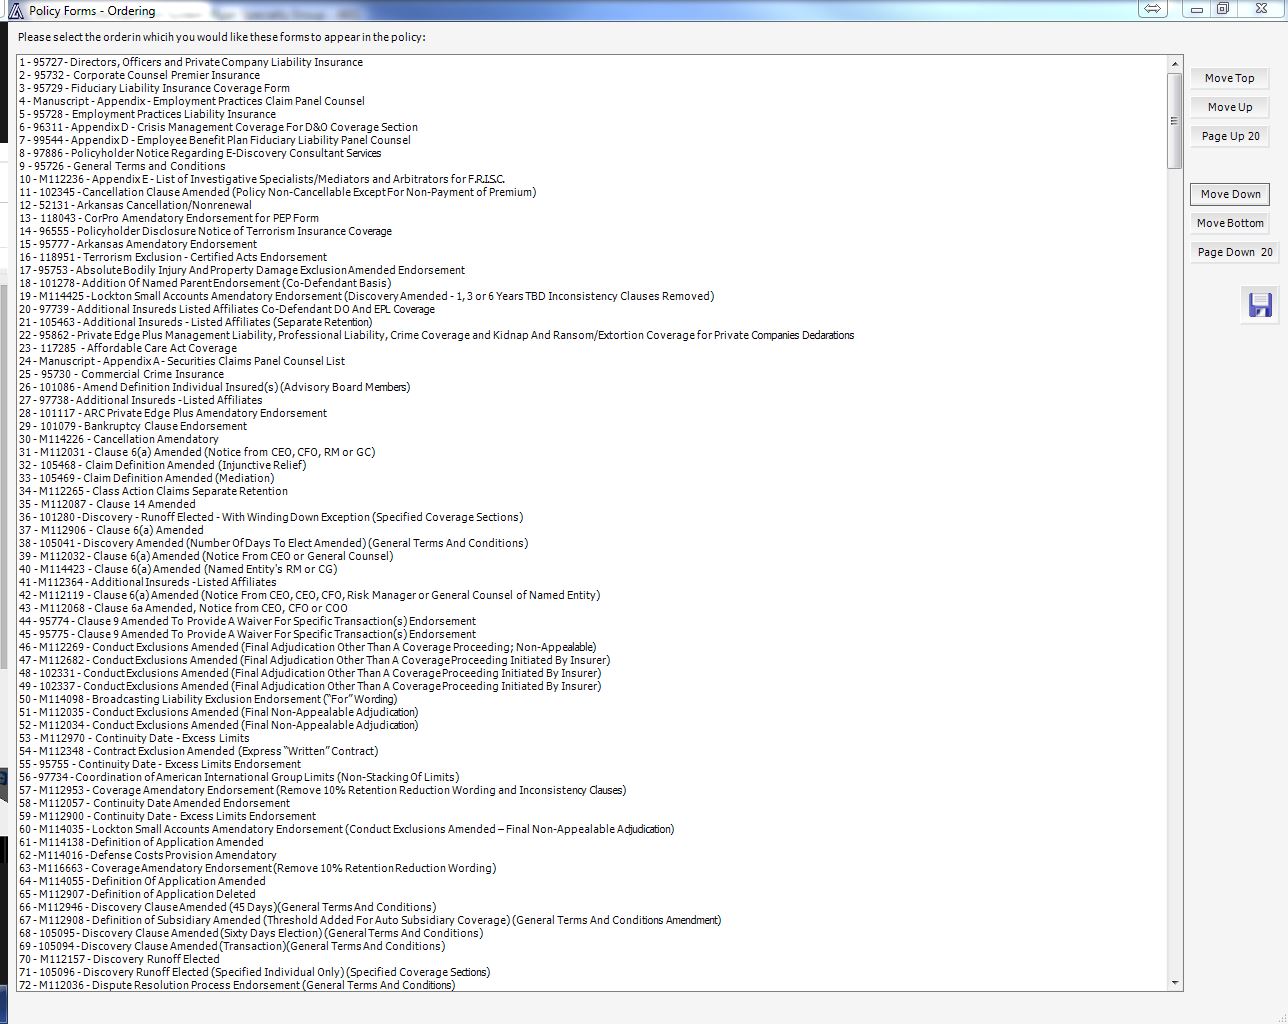 Policy Forms - Ordering
Please select the order in whcih you would like these forms to appear in the policy:
1 - 95727 - Directors, Officers and Private Company Liability Insurance
2 - 95732 - Corporate Counsel Premier Insurance
3 - 95729 - Fiduciary Liability Insurance Coverage Form
4 - Manuscript - Appendix - Employment Practices Claim Panel Counsel
5 - 95728 - Employment Practices Liability Insurance
6 - 96311 - Appendix D - Crisis Management Coverage For D&O Coverage Section
7 - 99544 - Appendix D - Employee Benefit Plan Fiduciary Liability Panel Counsel
8 - 97886 - Policyholder Notice Regarding E-Discovery Consultant Services
9 - 95726 - General Terms and Conditions
10 - M112236 - Appendix E - List of Investigative Specialists/Mediators and Arbitrators for F.R.I.S.C.
11 - 102345 - Cancellation Clause Amended (Policy Non-Cancellable Except For Non-Payment of Premium)
12 - 52131 - Arkansas Cancellation/Nonrenewal
13 - 118043 - CorPro Amendatory Endorsement for PEP Form
14 - 96555 - Policyholder Disclosure Notice of Terrorism Insurance Coverage
15 - 95777 - Arkansas Amendatory Endorsement
16 - 118951 - Terrorism Exclusion - Certified Acts Endorsement
17 - 95753 - Absolute Bodily Injury And Property Damage Exclusion Amended Endorsement
18 - 101278 - Addition Of Named Parent Endorsement (Co-Defendant Basis)
19 - M114425 - Lockton Small Accounts Amendatory Endorsement (Discovery Amended - 1, 3 or 6 Years TBD Inconsistency Clauses Removed)
20 - 97739 - Additional Insureds Listed Affiliates Co-Defendant DO And EPL Coverage
21 - 105463 - Additional Insureds - Listed Affiliates (Separate Retention)
22 - 95862 - Private Edge Plus Management Liability, Professional Liability, Crime Coverage and Kidnap And Ransom/Extortion Coverage for Private Companies Declarations
23 - 117285 - Affordable Care Act Coverage
24 - Manuscript - Appendix A - Securities Claims Panel Counsel List
25 - 95730 - Commercial Crime Insurance
26 - 101086 - Amend Definition Individual Insured(s) (Advisory Board Members)
27 - 97738 - Additional Insureds - Listed Affiliates
28 - 101117 - ARC Private Edge Plus Amendatory Endorsement
29 - 101079 - Bankruptcy Clause Endorsement
30 - M114226 - Cancellation Amendatory
31 - M112031 - Clause 6(a) Amended (Notice from CEO, CFO, RM or GC)
32 - 105468 - Claim Definition Amended (Injunctive Relief)
33 - 105469 - Claim Definition Amended (Mediation)
34 - M112265 - Class Action Claims Separate Retention
35 - M112087 - Clause 14 Amended
36 - 101280 - Discovery - Runoff Elected - With Winding Down Exception (Specified Coverage Sections)
37 - M112906 - Clause 6(a) Amended
38 - 105041 - Discovery Amended (Number Of Days To Elect Amended) (General Terms And Conditions)
39 - M112032 - Clause 6(a) Amended (Notice From CEO or General Counsel)
40 - M114423 - Clause 6(a) Amended (Named Entity's RM or CG)
41 - M112364 - Additional Insureds - Listed Affiliates
42 - M112119 - Clause 6(a) Amended (Notice From CEO, CEO, CFO, Risk Manager or General Counsel of Named Entity)
43 - M112068 - Clause 6a Amended, Notice from CEO, CFO or COO
44 - 95774 - Clause 9 Amended To Provide A Waiver For Specific Transaction(s) Endorsement
45 - 95775 - Clause 9 Amended To Provide A Waiver For Specific Transaction(s) Endorsement
46 - M112269 - Conduct Exclusions Amended (Final Adjudication Other Than A Coverage Proceeding; Non-Appealable)
47 - M112682 - Conduct Exclusions Amended (Final Adjudication Other Than A Coverage Proceeding Initiated By Insurer)
48 - 102331 - Conduct Exclusions Amended (Final Adjudication Other Than A Coverage Proceeding Initiated By Insurer)
49 - 102337 - Conduct Exclusions Amended (Final Adjudication Other Than A Coverage Proceeding Initiated By Insurer)
50 - M114098 - Broadcasting Liability Exclusion Endorsement (“For” Wording)
51 - M112035 - Conduct Exclusions Amended (Final Non-Appealable Adjudication)
52 - M112034 - Conduct Exclusions Amended (Final Non-Appealable Adjudication)
53 - M112970 - Continuity Date - Excess Limits
54 - M112348 - Contract Exclusion Amended (Express “Written” Contract)
55 - 95755 - Continuity Date - Excess Limits Endorsement
56 - 97734 - Coordination of American International Group Limits (Non-Stacking Of Limits)
57 - M112953 - Coverage Amendatory Endorsement (Remove 10% Retention Reduction Wording and Inconsistency Clauses)
58 - M112057 - Continuity Date Amended Endorsement
59 - M112900 - Continuity Date - Excess Limits Endorsement
60 - M114035 - Lockton Small Accounts Amendatory Endorsement (Conduct Exclusions Amended – Final Non-Appealable Adjudication)
61 - M114138 - Definition of Application Amended
62 - M114016 - Defense Costs Provision Amendatory
63 - M116663 - Coverage Amendatory Endorsement (Remove 10% Retention Reduction Wording)
64 - M114055 - Definition Of Application Amended
65 - M112907 - Definition of Application Deleted
66 - M112946 - Discovery Clause Amended (45 Days)(General Terms And Conditions)
67 - M112908 - Definition of Subsidiary Amended (Threshold Added For Auto Subsidiary Coverage) (General Terms And Conditions Amendment)
68 - 105095 - Discovery Clause Amended (Sixty Days Election) (General Terms And Conditions)
69 - 105094 - Discovery Clause Amended (Transaction)(General Terms And Conditions)
70 - M112157 - Discovery Runoff Elected
71 - 105096 - Discovery Runoff Elected (Specified Individual Only) (Specified Coverage Sections)
72 - M112036 - Dispute Resolution Process Endorsement (General Terms And Conditions)
Move Top
Move Up
Page Up 20
Move Down
Move Bottom
Page Down 20